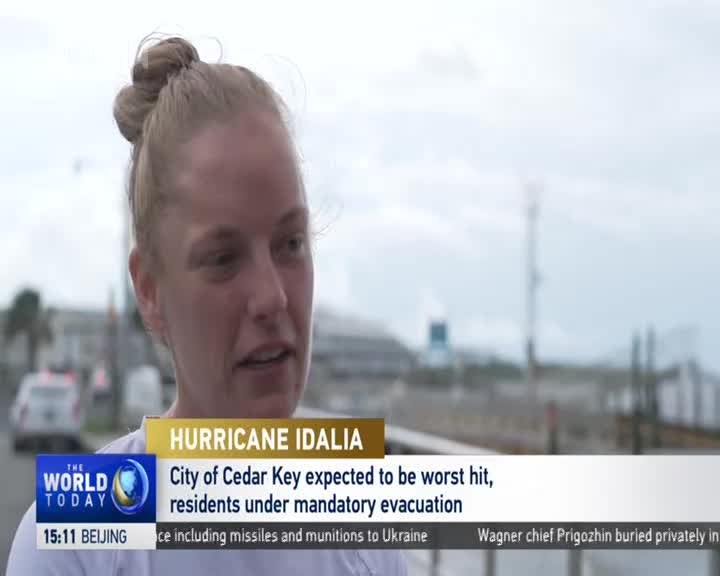 HURRICANE IDALIA
City of Cedar Key expected to be worst hit,
residents under mandatory evacuation
THE
WORLD
TODAY
15:11 BEIJING
ce including missiles and munitions to Ukraine Wagner chief Prigozhin buried privately in